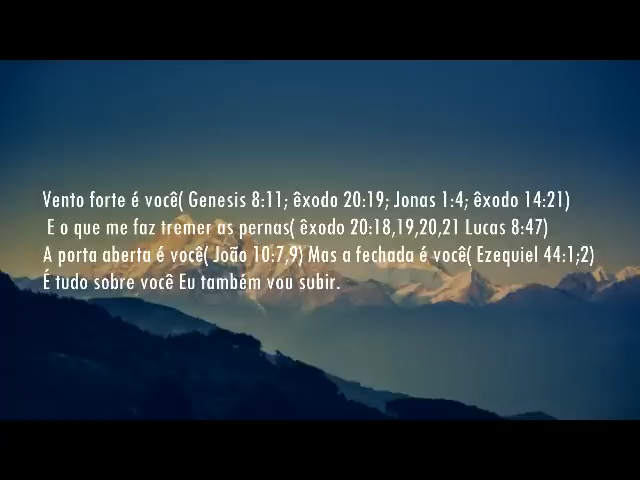 Vento forte é você( Genesis 8:11; êxodo 20:19; Jonas 1:4; êxodo 14:21)
E o que me faz tremer as pernas( êxodo 20:18,19,20,21 Lucas 8:47)
A porta aberta é você( João 10:7,9) Mas a fechada é você( Ezequiel 44:1;2)
É tudo sobre você Eu também vou subir.